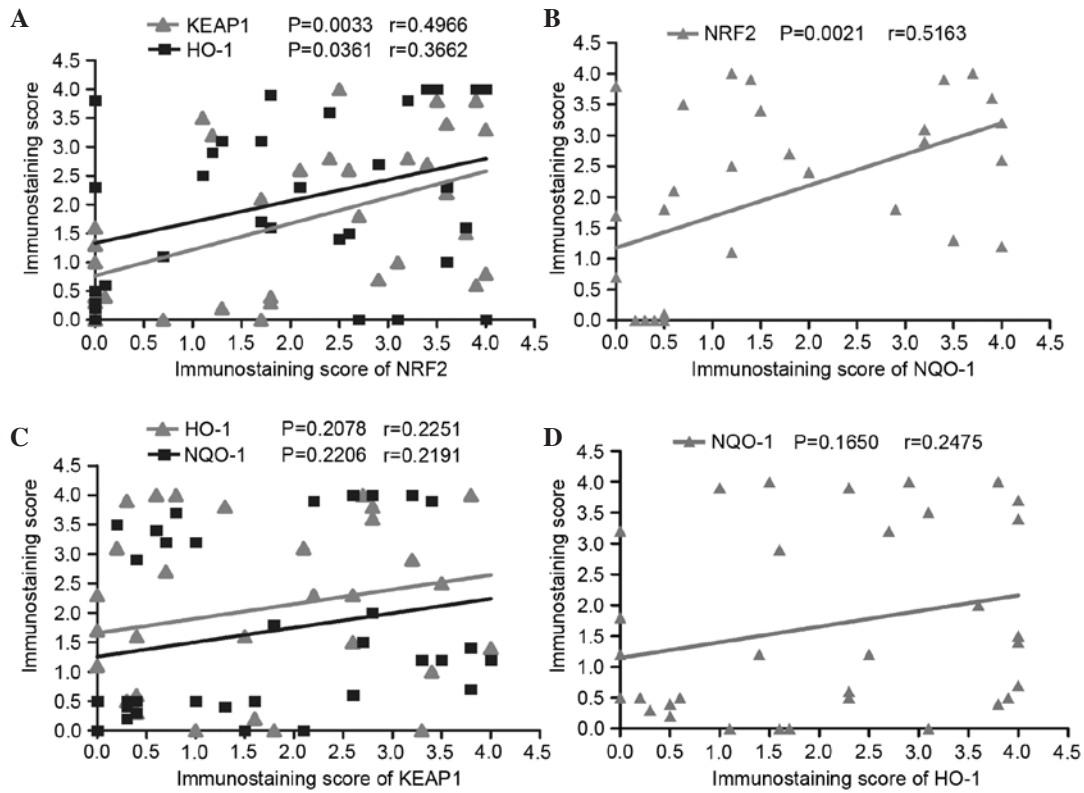 A
KEAP1 P=0.0033 r=0.4966
HO-1 P=0.0361 r=0.3662
Immunostaining score
4.5
4.0
3.5
3.0
2.5
2.0
1.5
1.0
0.5
0.0
0.0 0.5 1.0 1.5 2.0 2.5 3.0 3.5 4.0 4.5
Immunostaining score of NRF2
B
NRF2 P=0.0021 r=0.5163
Immunostaining score
4.5
4.0
3.5
3.0
2.5
2.0
1.5
1.0
0.5
0.0
0.0 0.5 1.0 1.5 2.0 2.5 3.0 3.5 4.0 4.5
Immunostaining score of NQO-1
C
HO-1 P=0.2078 r=0.2251
NQO-1 P=0.2206 r=0.2191
Immunostaining score
4.5
4.0
3.5
3.0
2.5
2.0
1.5
1.0
0.5
0.0
0.0 0.5 1.0 1.5 2.0 2.5 3.0 3.5 4.0 4.5
Immunostaining score of KEAP1
D
NQO-1 P=0.1650 r=0.2475
Immunostaining score
4.5
4.0
3.5
3.0
2.5
2.0
1.5
1.0
0.5
0.0
0.0 0.5 1.0 1.5 2.0 2.5 3.0 3.5 4.0 4.5
Immunostaining score of HO-1